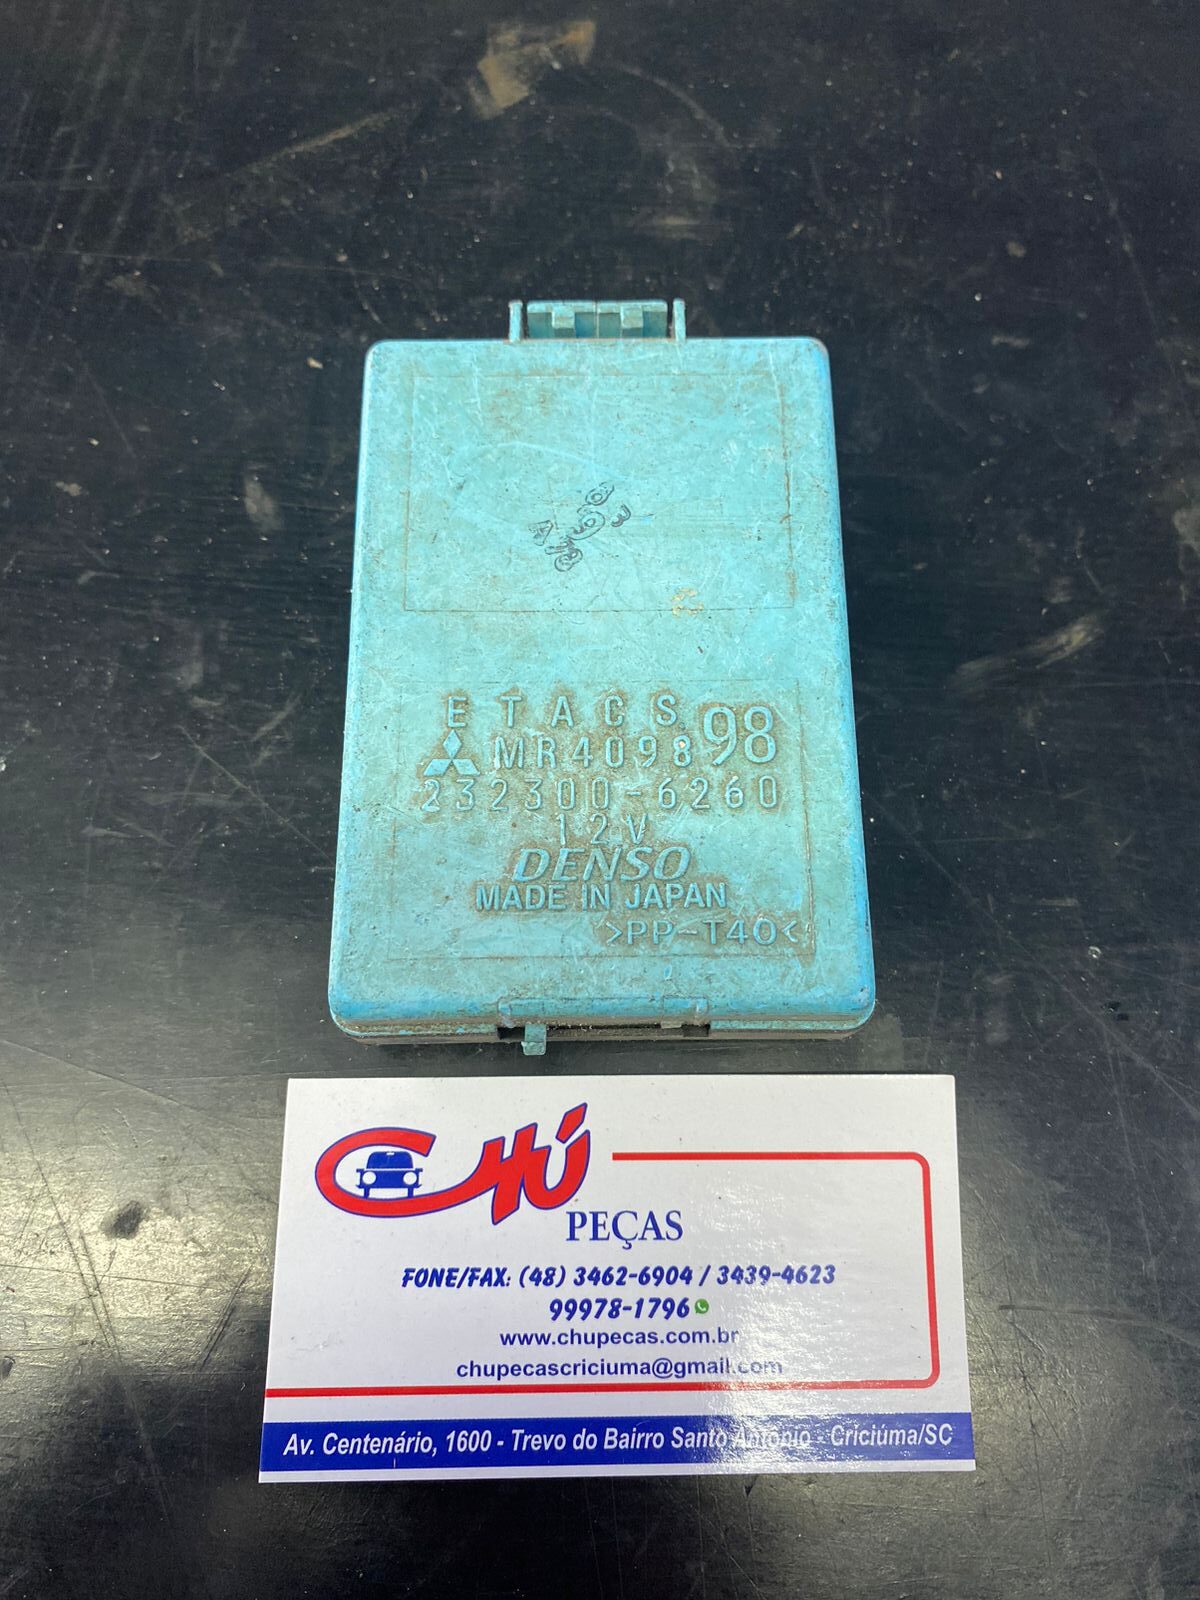 ETACS
MR409898
232300-6260
12V
DENSO
MADE IN JAPAN
>PP-T40<
CHÚ
PEÇAS
FONE/FAX: (48) 3462-6904 / 3439-4623
99978-1796
www.chupecas.com.br
chupecascriciuma@gmail.com
Av. Centenário, 1600 - Trevo do Bairro Santo Antonio - Criciúma/SC